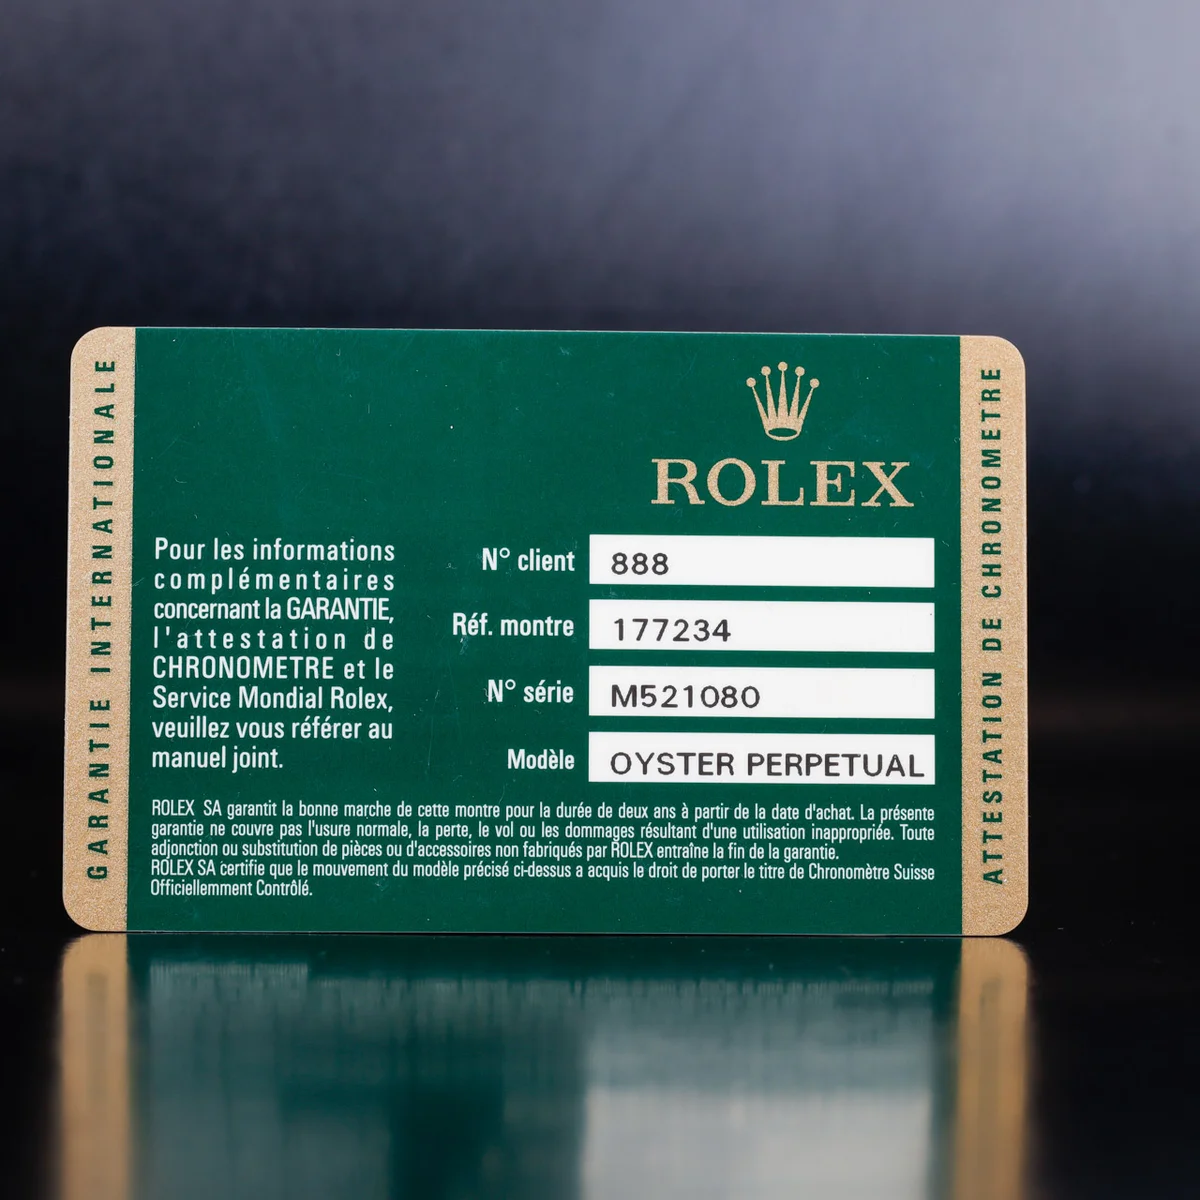 GARANTIE INTERNATIONALE
ROLEX
Pour les informations
complémentaires
concernant la GARANTIE,
l'attestation de
CHRONOMETRE et le
Service Mondial Rolex,
veuillez vous référer au
manuel joint.
N° client 888
Réf. montre 177234
N° série M521080
Modèle OYSTER PERPETUAL
ROLEX SA garantit la bonne marche de cette montre pour la durée de deux ans à partir de la date d'achat. La présente
garantie ne couvre pas l'usure normale, la perte, le vol ou les dommages résultant d'une utilisation inappropriée. Toute
adjonction ou substitution de pièces ou d'accessoires non fabriqués par ROLEX entraîne la fin de la garantie.
ROLEX SA certifie que le mouvement du modèle précisé ci-dessus a acquis le droit de porter le titre de Chronomètre Suisse
Officiellemment Contrôlé.
ATTESTATION DE CHRONOMETRE